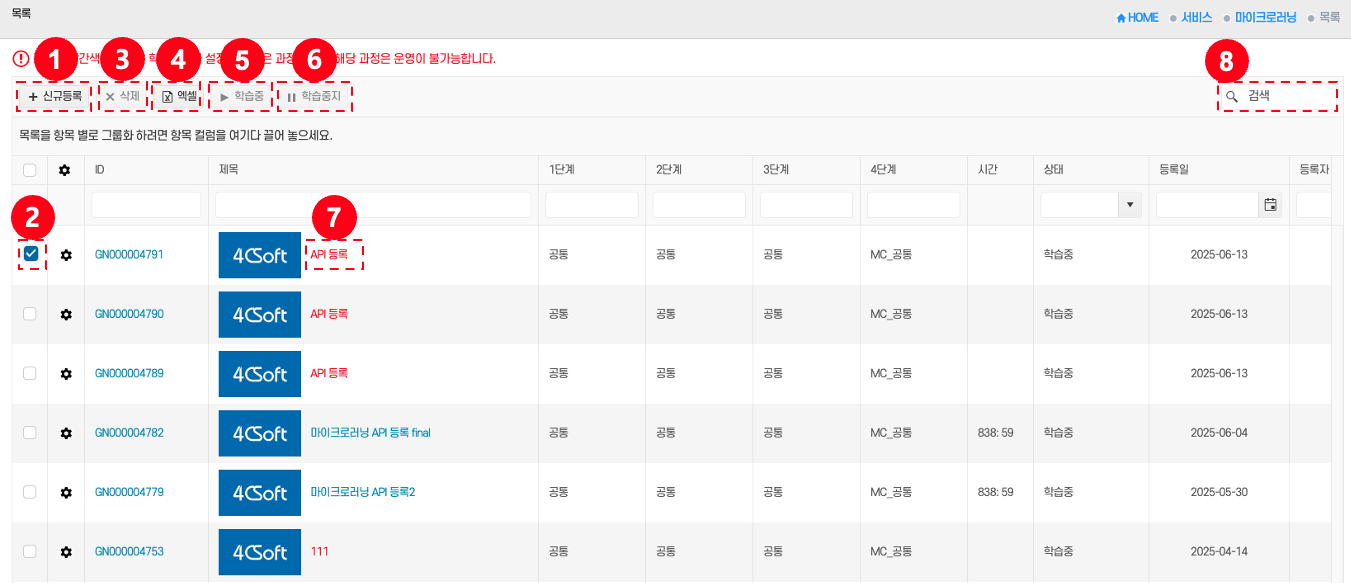 목록
HOME 서비스 마이크로러닝 목록
설정 과정 해당 과정은 운영이 불가능합니다.
1 3 4 5 6 8
신규등록 삭제 엑셀 학습중 학습중지 검색
목록을 항목 별로 그룹화 하려면 항목 컬럼을 여기다 끌어 놓으세요.
ID 제목 1단계 2단계 3단계 4단계 시간 상태 등록일 등록자
2 7
GN000004791 4CSoft API 등록 공통 공통 공통 MC_공통 학습중 2025-06-13
GN000004790 4CSoft API 등록 공통 공통 공통 MC_공통 학습중 2025-06-13
GN000004789 4CSoft API 등록 공통 공통 공통 MC_공통 학습중 2025-06-13
GN000004782 4CSoft 마이크로러닝 API 등록 final 공통 공통 공통 MC_공통 838: 59 학습중 2025-06-04
GN000004779 4CSoft 마이크로러닝 API 등록2 공통 공통 공통 MC_공통 838: 59 학습중 2025-05-30
GN000004753 4CSoft 111 공통 공통 공통 MC_공통 학습중 2025-04-14